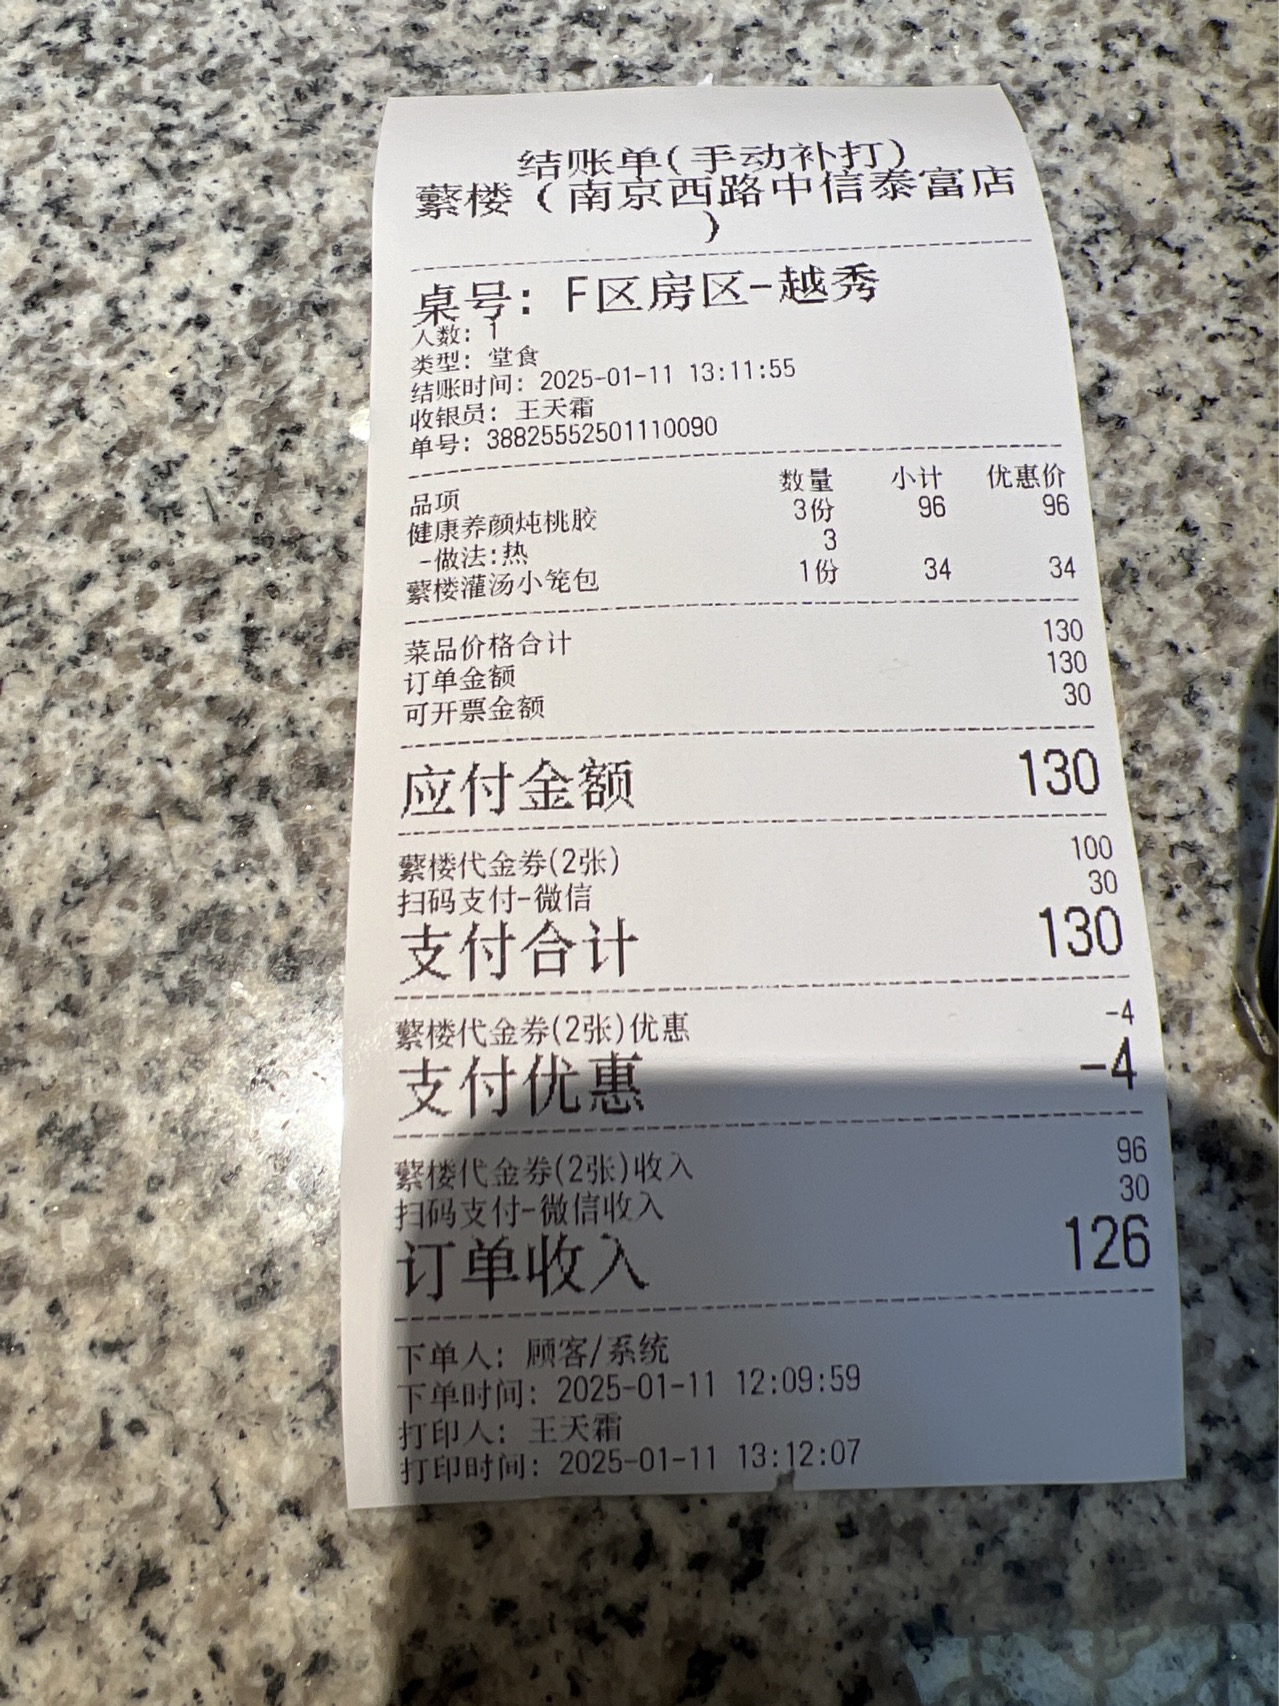 结账单(手动补打)
蘩楼(南京西路中信泰富店
)
桌号: F区房区-越秀
人数: 1
类型: 堂食
结账时间: 2025-01-11 13:11:55
收银员: 王天霜
单号: 38825552501110090
品项 数量 小计 优惠价
健康养颜炖桃胶 3份 96 96
-做法:热 3
蘩楼灌汤小笼包 1份 34 34
菜品价格合计 130
订单金额 130
可开票金额 30
应付金额 130
蘩楼代金券(2张) 100
扫码支付-微信 30
支付合计 130
蘩楼代金券(2张)优惠 -4
支付优惠 -4
蘩楼代金券(2张)收入 96
扫码支付-微信收入 30
订单收入 126
下单人: 顾客/系统
下单时间: 2025-01-11 12:09:59
打印人: 王天霜
打印时间: 2025-01-11 13:12:07